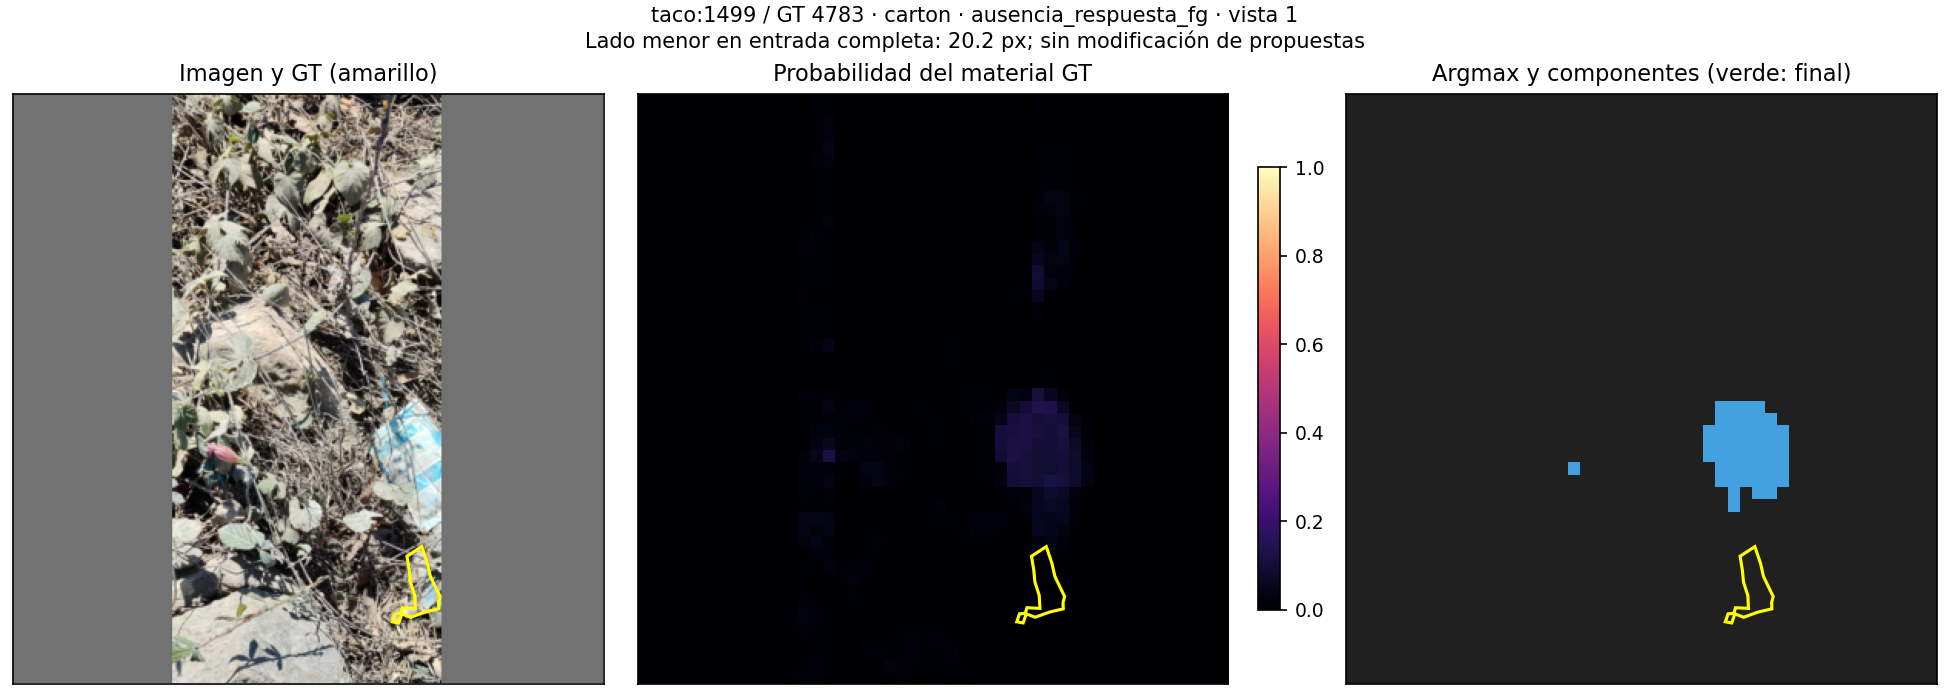 taco:1499 / GT 4783 · carton · ausencia_respuesta_fg · vista 1
Lado menor en entrada completa: 20.2 px; sin modificación de propuestas
Imagen y GT (amarillo)
Probabilidad del material GT
Argmax y componentes (verde: final)
1.0
0.8
0.6
0.4
0.2
0.0